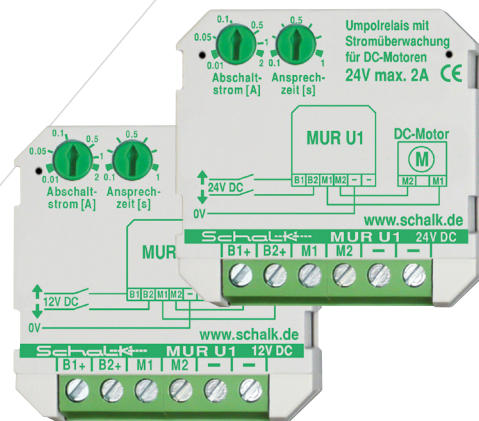 0.1 0.5
0.05 1
0.01 2
Abschalt-
strom [A]
0.5
0.1 1
Ansprech-
zeit [s]
Umpolrelais mit
Stromüberwachung
für DC-Motoren
24V max. 2A CE
MUR U1
B1 B2 M1 M2 – –
DC-Motor
M
M2 M1
24V DC
0V
www.schalk.de
Schalk MUR U1 24V DC
B1+ B2+ M1 M2 – –
0.1 0.5
0.05 1
0.01 2
Abschalt-
strom [A]
0.5
0.1 1
Ansprech-
zeit [s]
MUR
B1 B2 M1 M2 –
12V DC
0V
www.schalk.de
Schalk MUR U1 12V DC
B1+ B2+ M1 M2 – –